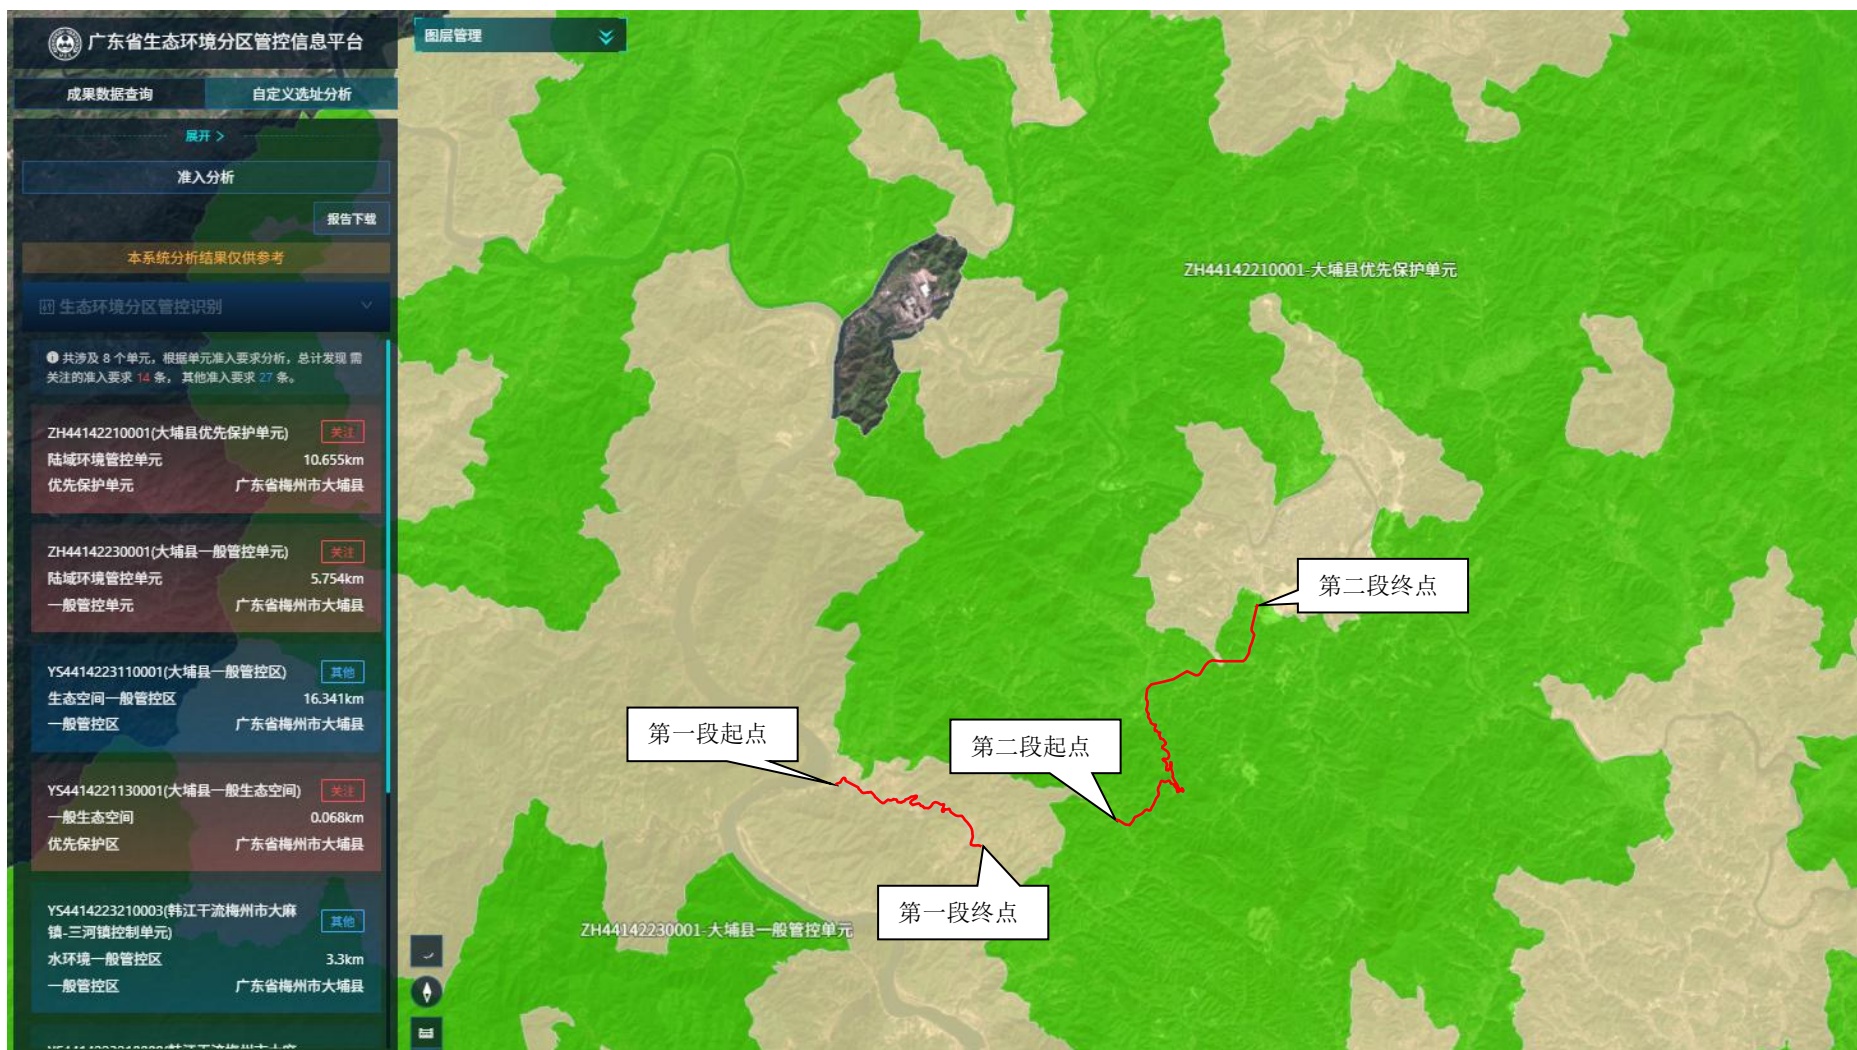 广东省生态环境分区管控信息平台
图层管理
成果数据查询
自定义选址分析
展开 >
准入分析
报告下载
本系统分析结果仅供参考
生态环境分区管控识别
共涉及 8 个单元，根据单元准入要求分析，总计发现 需
关注的准入要求 14 条， 其他准入要求 27 条。
ZH44142210001(大埔县优先保护单元)
关注
陆域环境管控单元
10.655km
优先保护单元
广东省梅州市大埔县
ZH44142230001(大埔县一般管控单元)
关注
陆域环境管控单元
5.754km
一般管控单元
广东省梅州市大埔县
YS4414223110001(大埔县一般管控区)
其他
生态空间一般管控区
16.341km
一般管控区
广东省梅州市大埔县
YS4414221130001(大埔县一般生态空间)
关注
一般生态空间
0.068km
优先保护区
广东省梅州市大埔县
YS4414223210003(韩江干流梅州市大麻
镇-三河镇控制单元)
其他
水环境一般管控区
3.3km
一般管控区
广东省梅州市大埔县
ZH44142210001-大埔县优先保护单元
第二段终点
第一段起点
第二段起点
第一段终点
ZH44142230001-大埔县一般管控单元